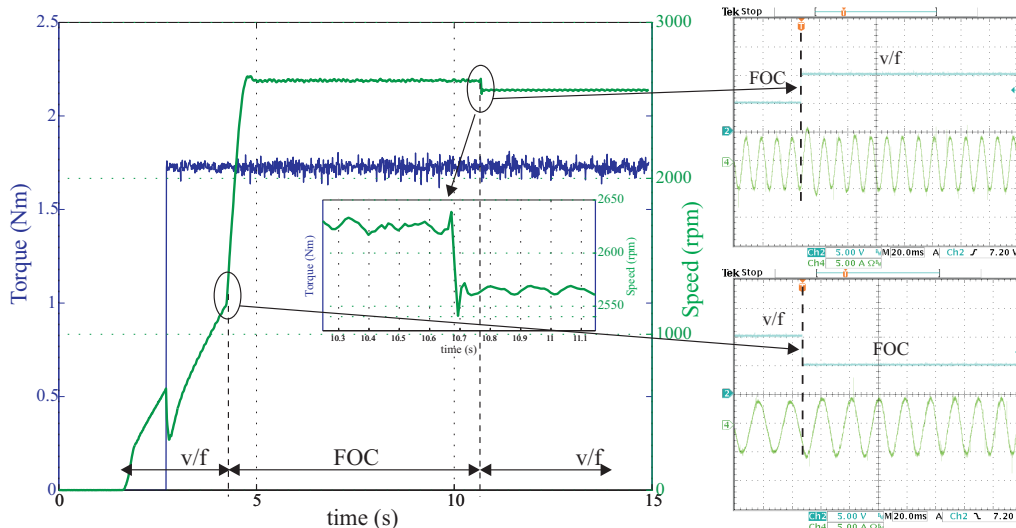 2.5
2
1.5
1
0.5
0
Torque (Nm)
3000
2000
1000
0
Speed (rpm)
0
5
10
15
time (s)
v/f
FOC
v/f
Torque (Nm)
2650
2600
2550
Speed (rpm)
10.3
10.4
10.5
10.6
10.7
10.8
10.9
11
11.1
time (s)
Tek Stop
T
T
FOC
v/f
2
4
Ch2 5.00 V % M 20.0ms A Ch2 ʃ 7.20 V
Ch4 5.00 A Ω%
Tek Stop
T
T
v/f
FOC
2
4
Ch2 5.00 V % M 20.0ms A Ch2 7.20
Ch4 5.00 A Ω%